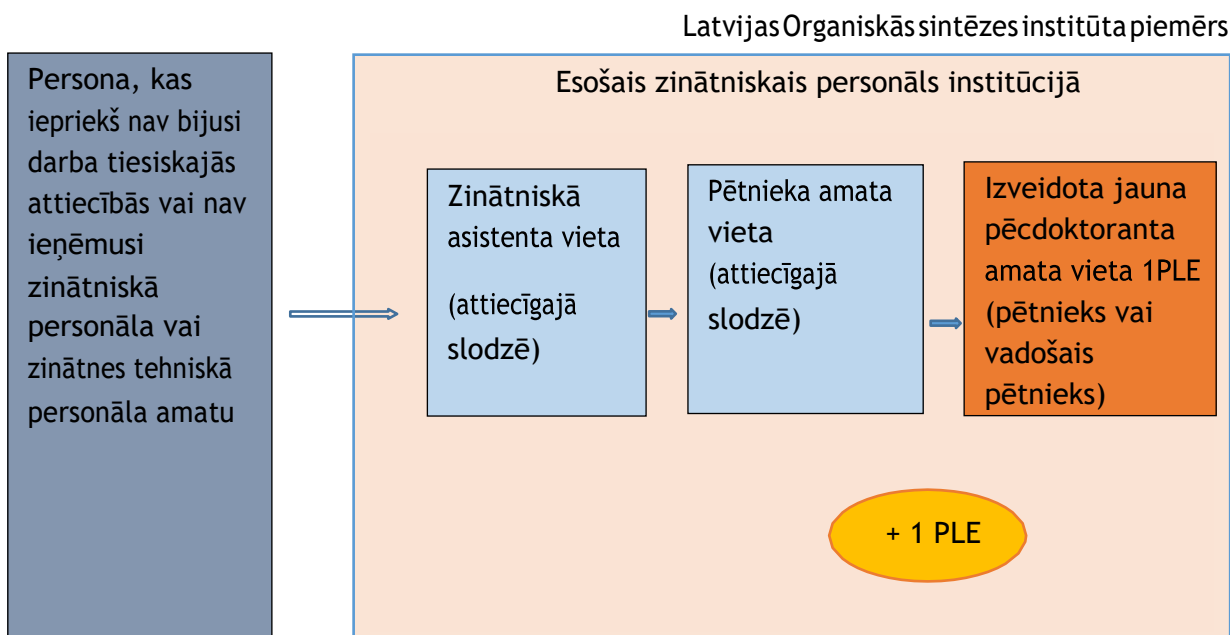 Latvijas Organiskās sintēzes institūta piemērs
Persona, kas
iepriekš nav bijusi
darba tiesiskajās
attiecībās vai nav
ieņēmusi
zinātniskā
personāla vai
zinātnes tehniskā
personāla amatu
Esošais zinātniskais personāls institūcijā
Zinātniskā
asistenta vieta
(attiecīgajā
slodzē)
Pētnieka amata
vieta
(attiecīgajā
slodzē)
Izveidota jauna
pēcdoktoranta
amata vieta 1PLE
(pētnieks vai
vadošais
pētnieks)
+ 1 PLE